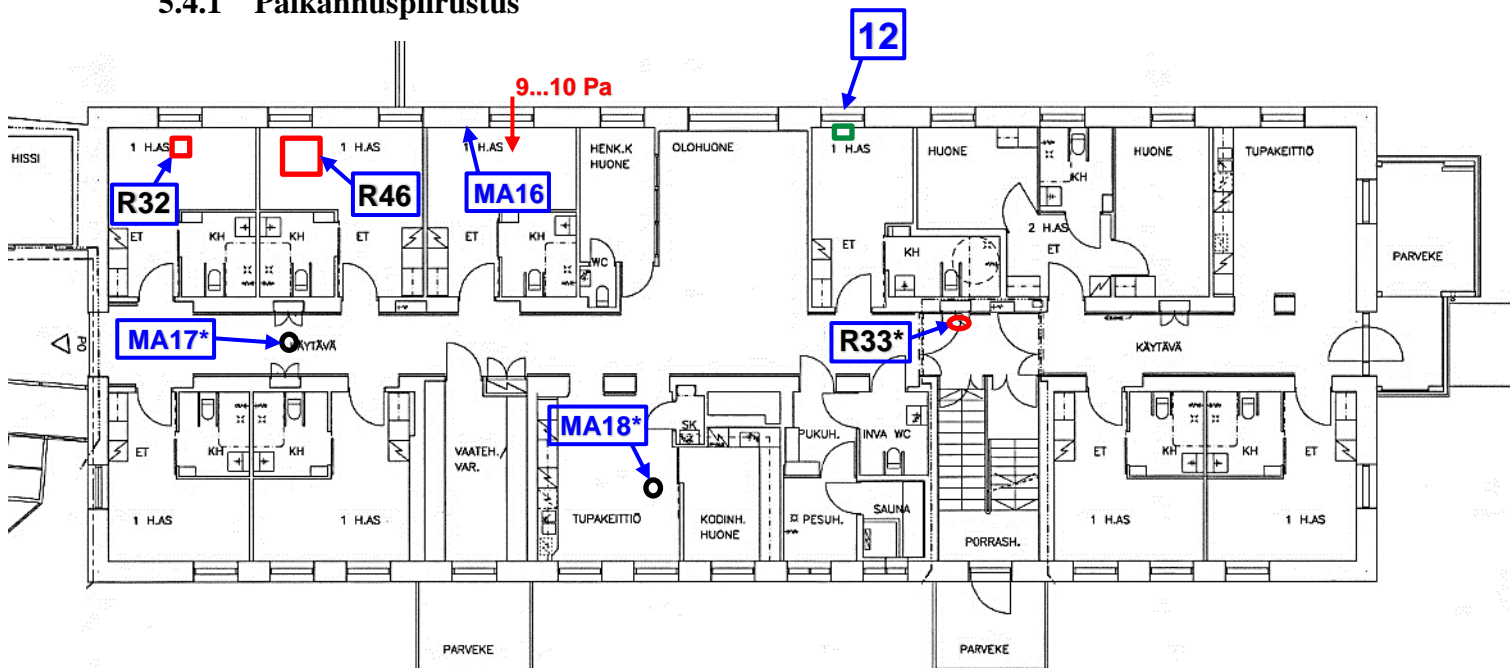 5.4.1 Paikannuspiirustus
12
9...10 Pa
HISSI
1 H.AS
1 H.AS
1 H.AS
HENK.K
HUONE
OLOHUONE
1 H.AS
HUONE
KH
HUONE
TUPAKEITTIÖ
R32
R46
MA16
ET
KH
KH
ET
ET
KH
WC
ET
KH
2 H.AS
ET
PARVEKE
PO
MA17*
KÄYTÄVÄ
R33*
KÄYTÄVÄ
MA18*
SK
PUKUH.
INVA WC
ET
KH
KH
ET
VAATEH./
VAR.
ET
KH
KH
ET
1 H.AS
1 H.AS
TUPAKEITTIÖ
KODINH.
HUONE
PESUH.
SAUNA
PORRASH.
1 H.AS
1 H.AS
PARVEKE
PARVEKE